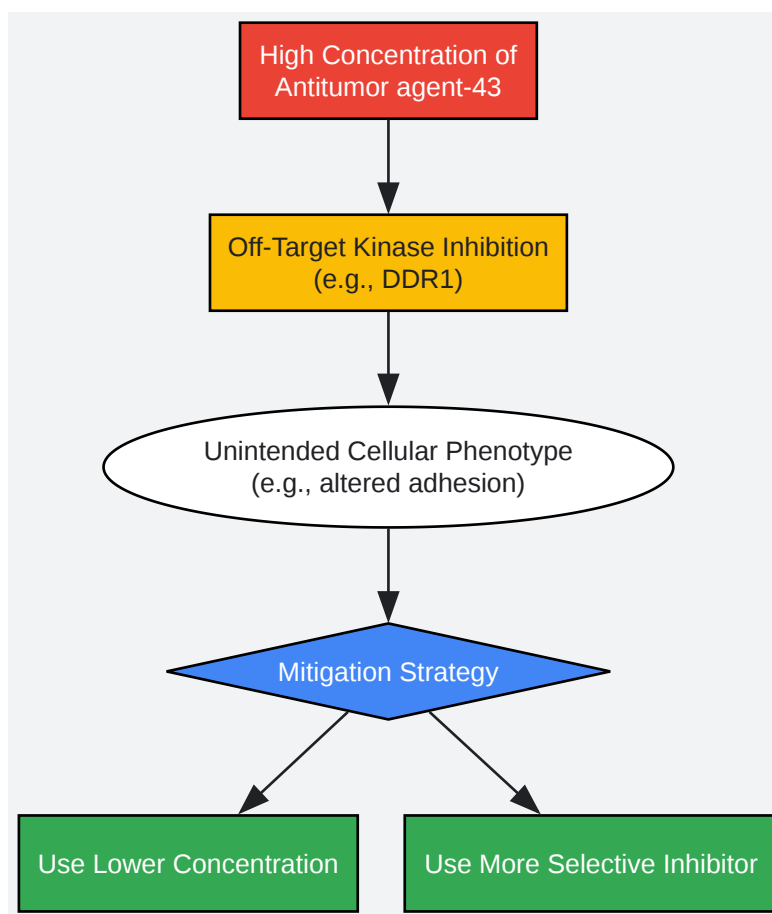 High Concentration of
Antitumor agent-43
Off-Target Kinase Inhibition
(e.g., DDR1)
Unintended Cellular Phenotype
(e.g., altered adhesion)
Mitigation Strategy
Use Lower Concentration
Use More Selective Inhibitor